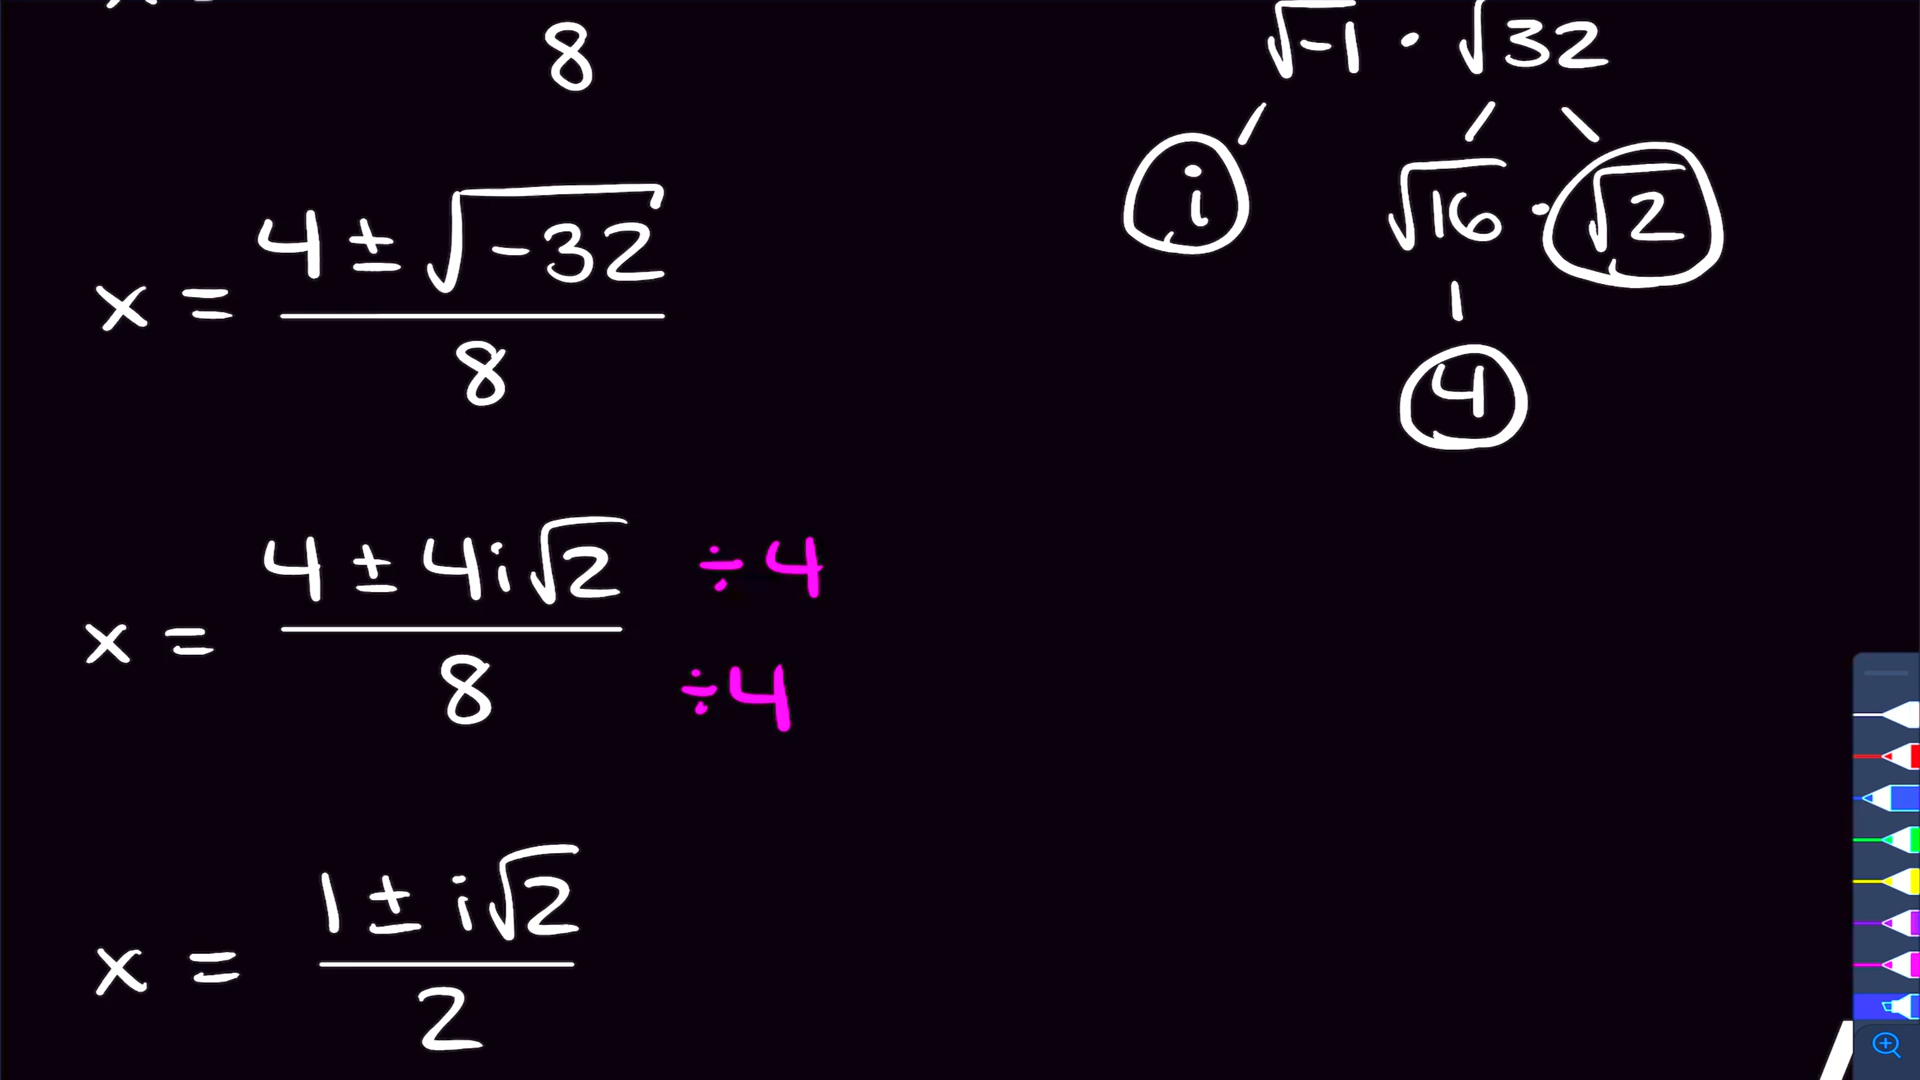 8
x = 4 ± √-32 / 8
x = 4 ± 4i√2 / 8 ÷4 ÷4
x = 1 ± i√2 / 2
√-1 · √32
i √16 · √2
4